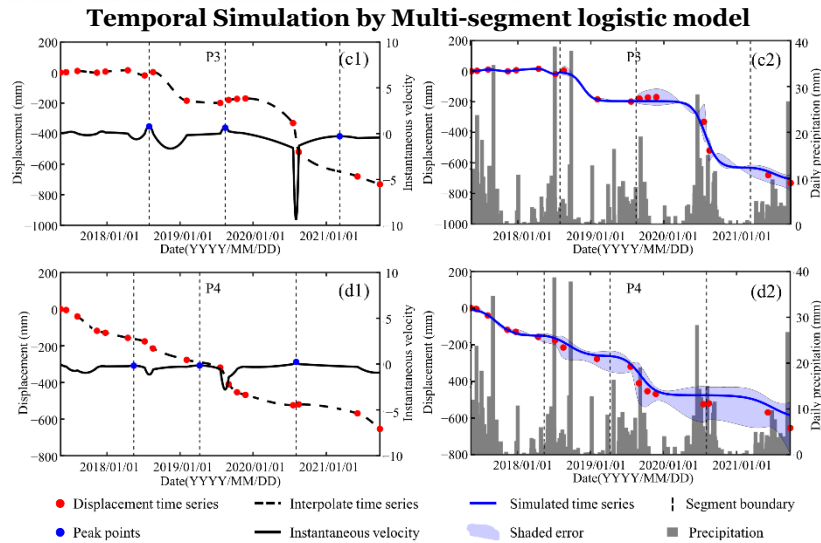 Temporal Simulation by Multi-segment logistic model
P3
(c1)
Displacement (mm)
200
0
−200
−400
−600
−800
−1000
10
5
0
−5
−10
Instantaneous velocity
2018/01/01 2019/01/01 2020/01/01 2021/01/01
Date(YYYY/MM/DD)
P3
(c2)
Displacement (mm)
200
0
−200
−400
−600
−800
−1000
40
30
20
10
0
Daily precipitation (mm)
2018/01/01 2019/01/01 2020/01/01 2021/01/01
Date(YYYY/MM/DD)
P4
(d1)
Displacement (mm)
200
0
−200
−400
−600
−800
10
5
0
−5
−10
Instantaneous velocity
2018/01/01 2019/01/01 2020/01/01 2021/01/01
Date(YYYY/MM/DD)
P4
(d2)
Displacement (mm)
200
0
−200
−400
−600
−800
40
30
20
10
0
Daily precipitation (mm)
2018/01/01 2019/01/01 2020/01/01 2021/01/01
Date(YYYY/MM/DD)
Displacement time series Interpolate time series Simulated time series Segment boundary
Peak points Instantaneous velocity Shaded error Precipitation